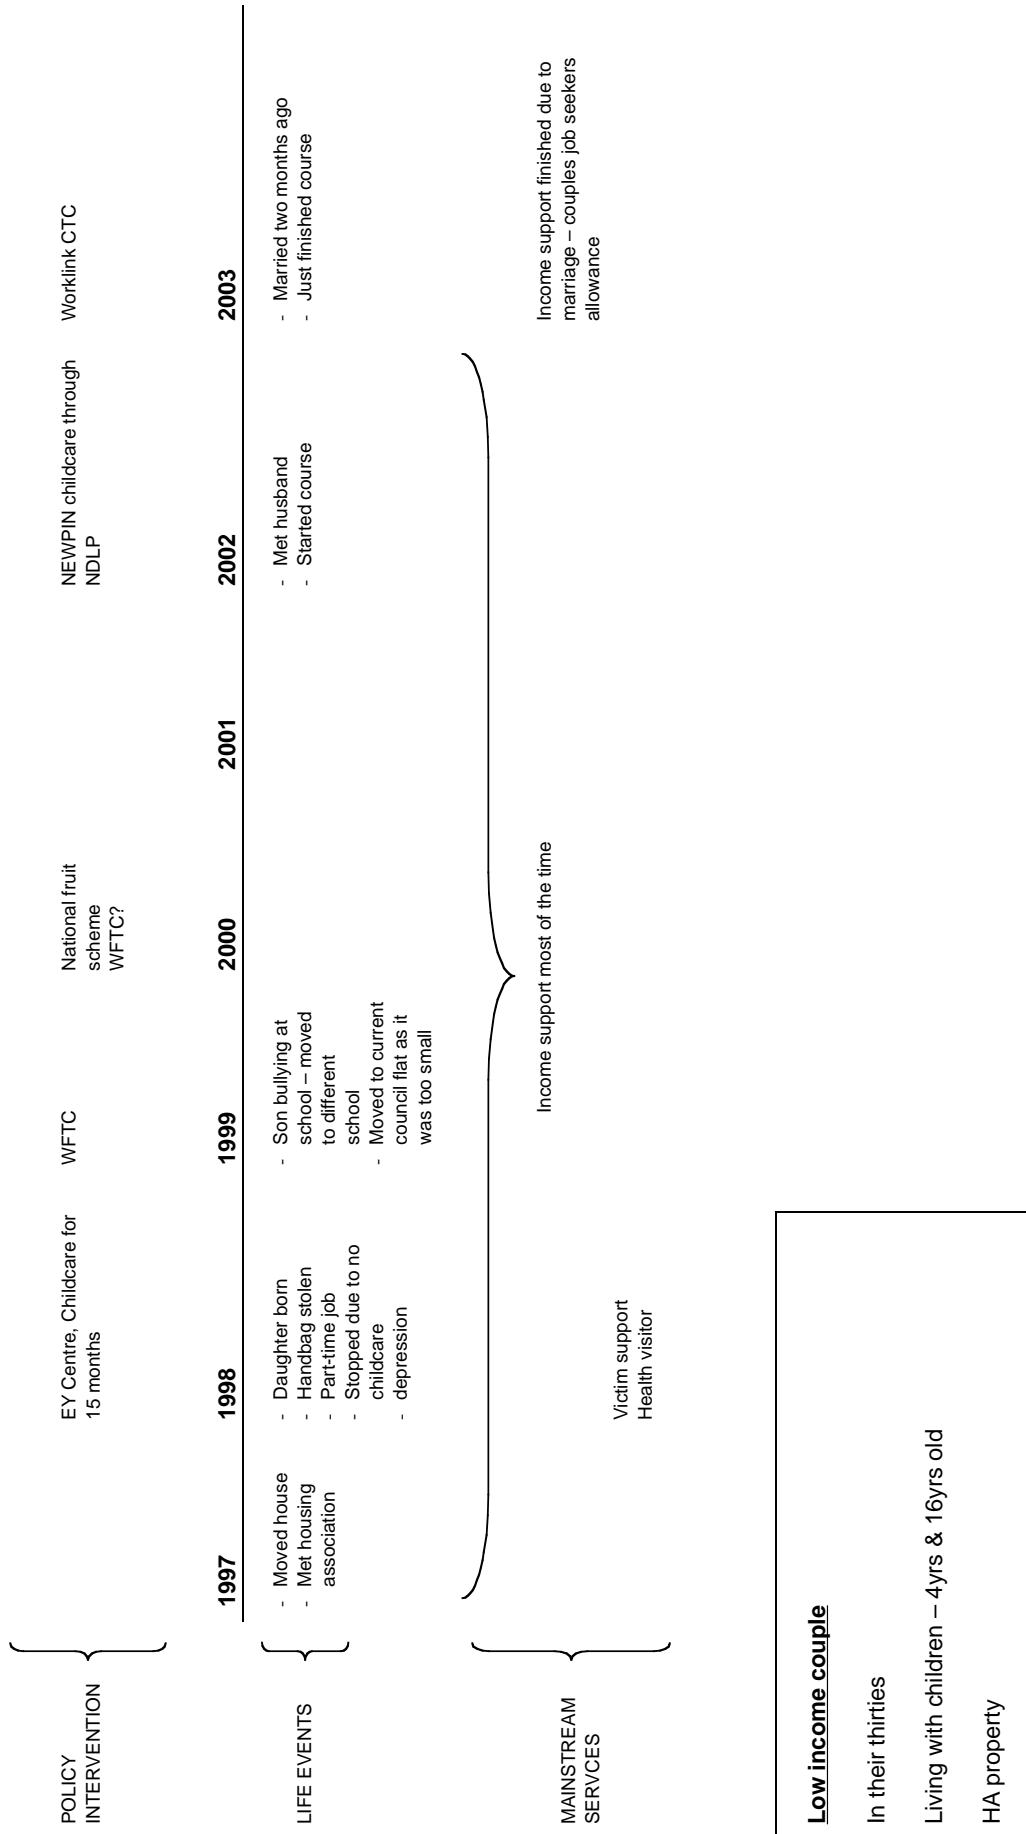 POLICY
INTERVENTION
EY Centre, Childcare for
15 months
WFTC
National fruit
scheme
WFTC?
NEWPIN childcare through
NDLP
Worklink CTC
1997
1998
1999
2000
2001
2002
2003
LIFE EVENTS
- Moved house
- Met housing
association
- Daughter born
- Handbag stolen
- Part-time job
- Stopped due to no
childcare
- depression
- Son bullying at
school – moved
to different
school
- Moved to current
council flat as it
was too small
- Met husband
- Started course
- Married two months ago
- Just finished course
MAINSTREAM
SERVCES
Income support most of the time
Income support finished due to
marriage – couples job seekers
allowance
Victim support
Health visitor
Low income couple
In their thirties
Living with children – 4yrs & 16yrs old
HA property